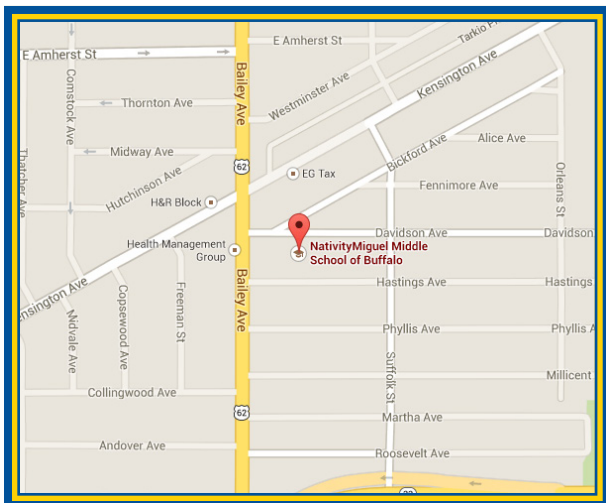 E Amherst St
E Amherst St
Tarkio
Comstock Ave
Bailey Ave
Westminster Ave
Kensington Ave
Thornton Ave
Alice Ave
Bickford Ave
Midway Ave
62
EG Tax
Fennimore Ave
Orleans St
Thatcher Ave
Hutchinson Ave
H&R Block
Davidson Ave
Davidson
Health Management
Group
NativityMiguel Middle
School of Buffalo
Hastings Ave
Hastings
ensington Ave
Copsewood Ave
Freeman St
Bailey Ave
Midvale Ave
Phyllis Ave
Phyllis A
Suffolk St
Millicent
Collingwood Ave
62
Martha Ave
Andover Ave
Roosevelt Ave